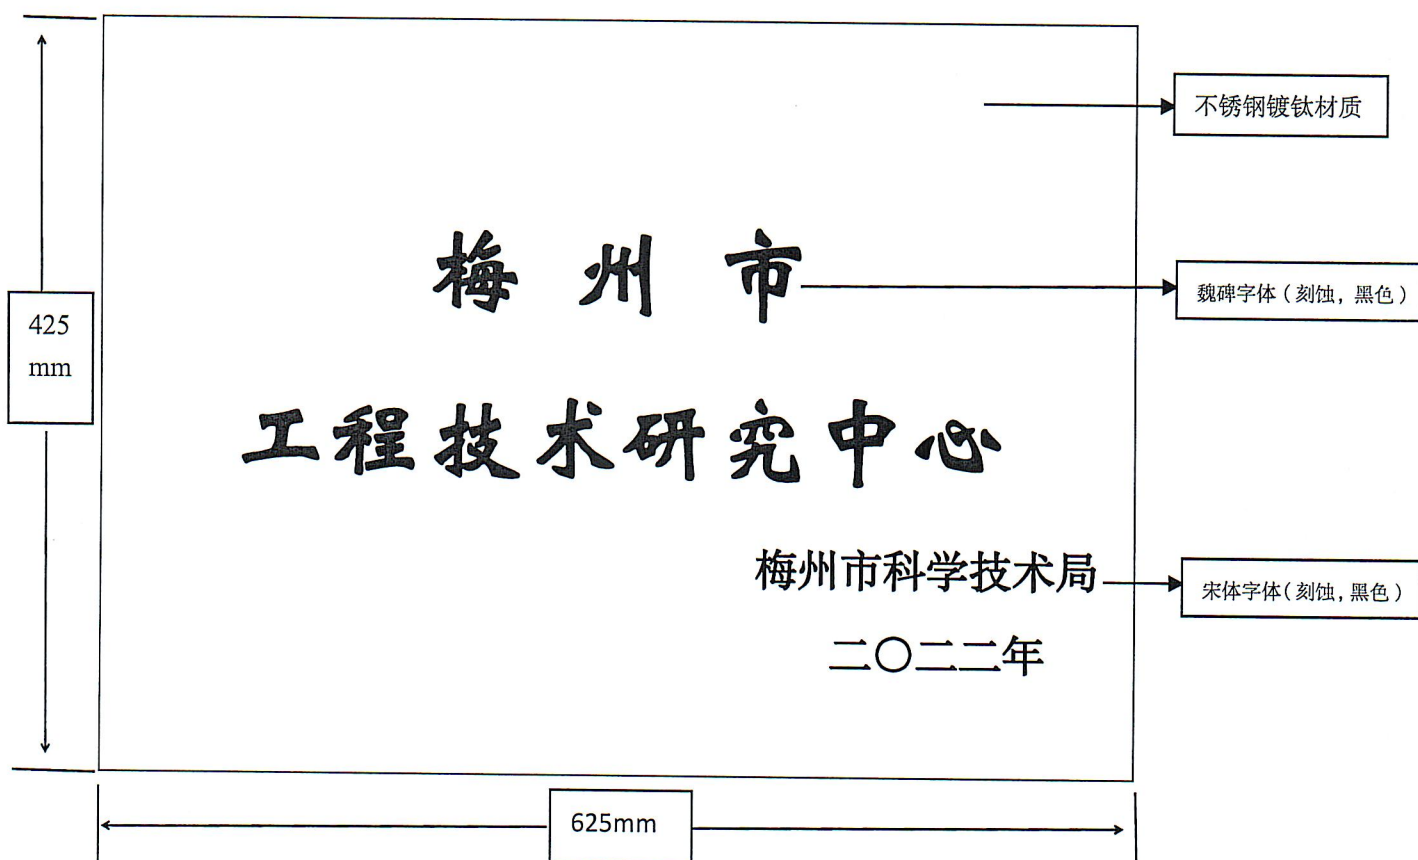 不锈钢镀钛材质
梅州市
魏碑字体（刻蚀，黑色）
425
mm
工程技术研究中心
梅州市科学技术局
宋体字体（刻蚀，黑色）
二〇二二年
625mm